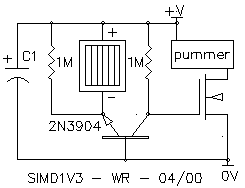 +V
+
C1
1M
+
1M
pummer
-
2N3904
0V
SIMD1V3 - WR - 04/00